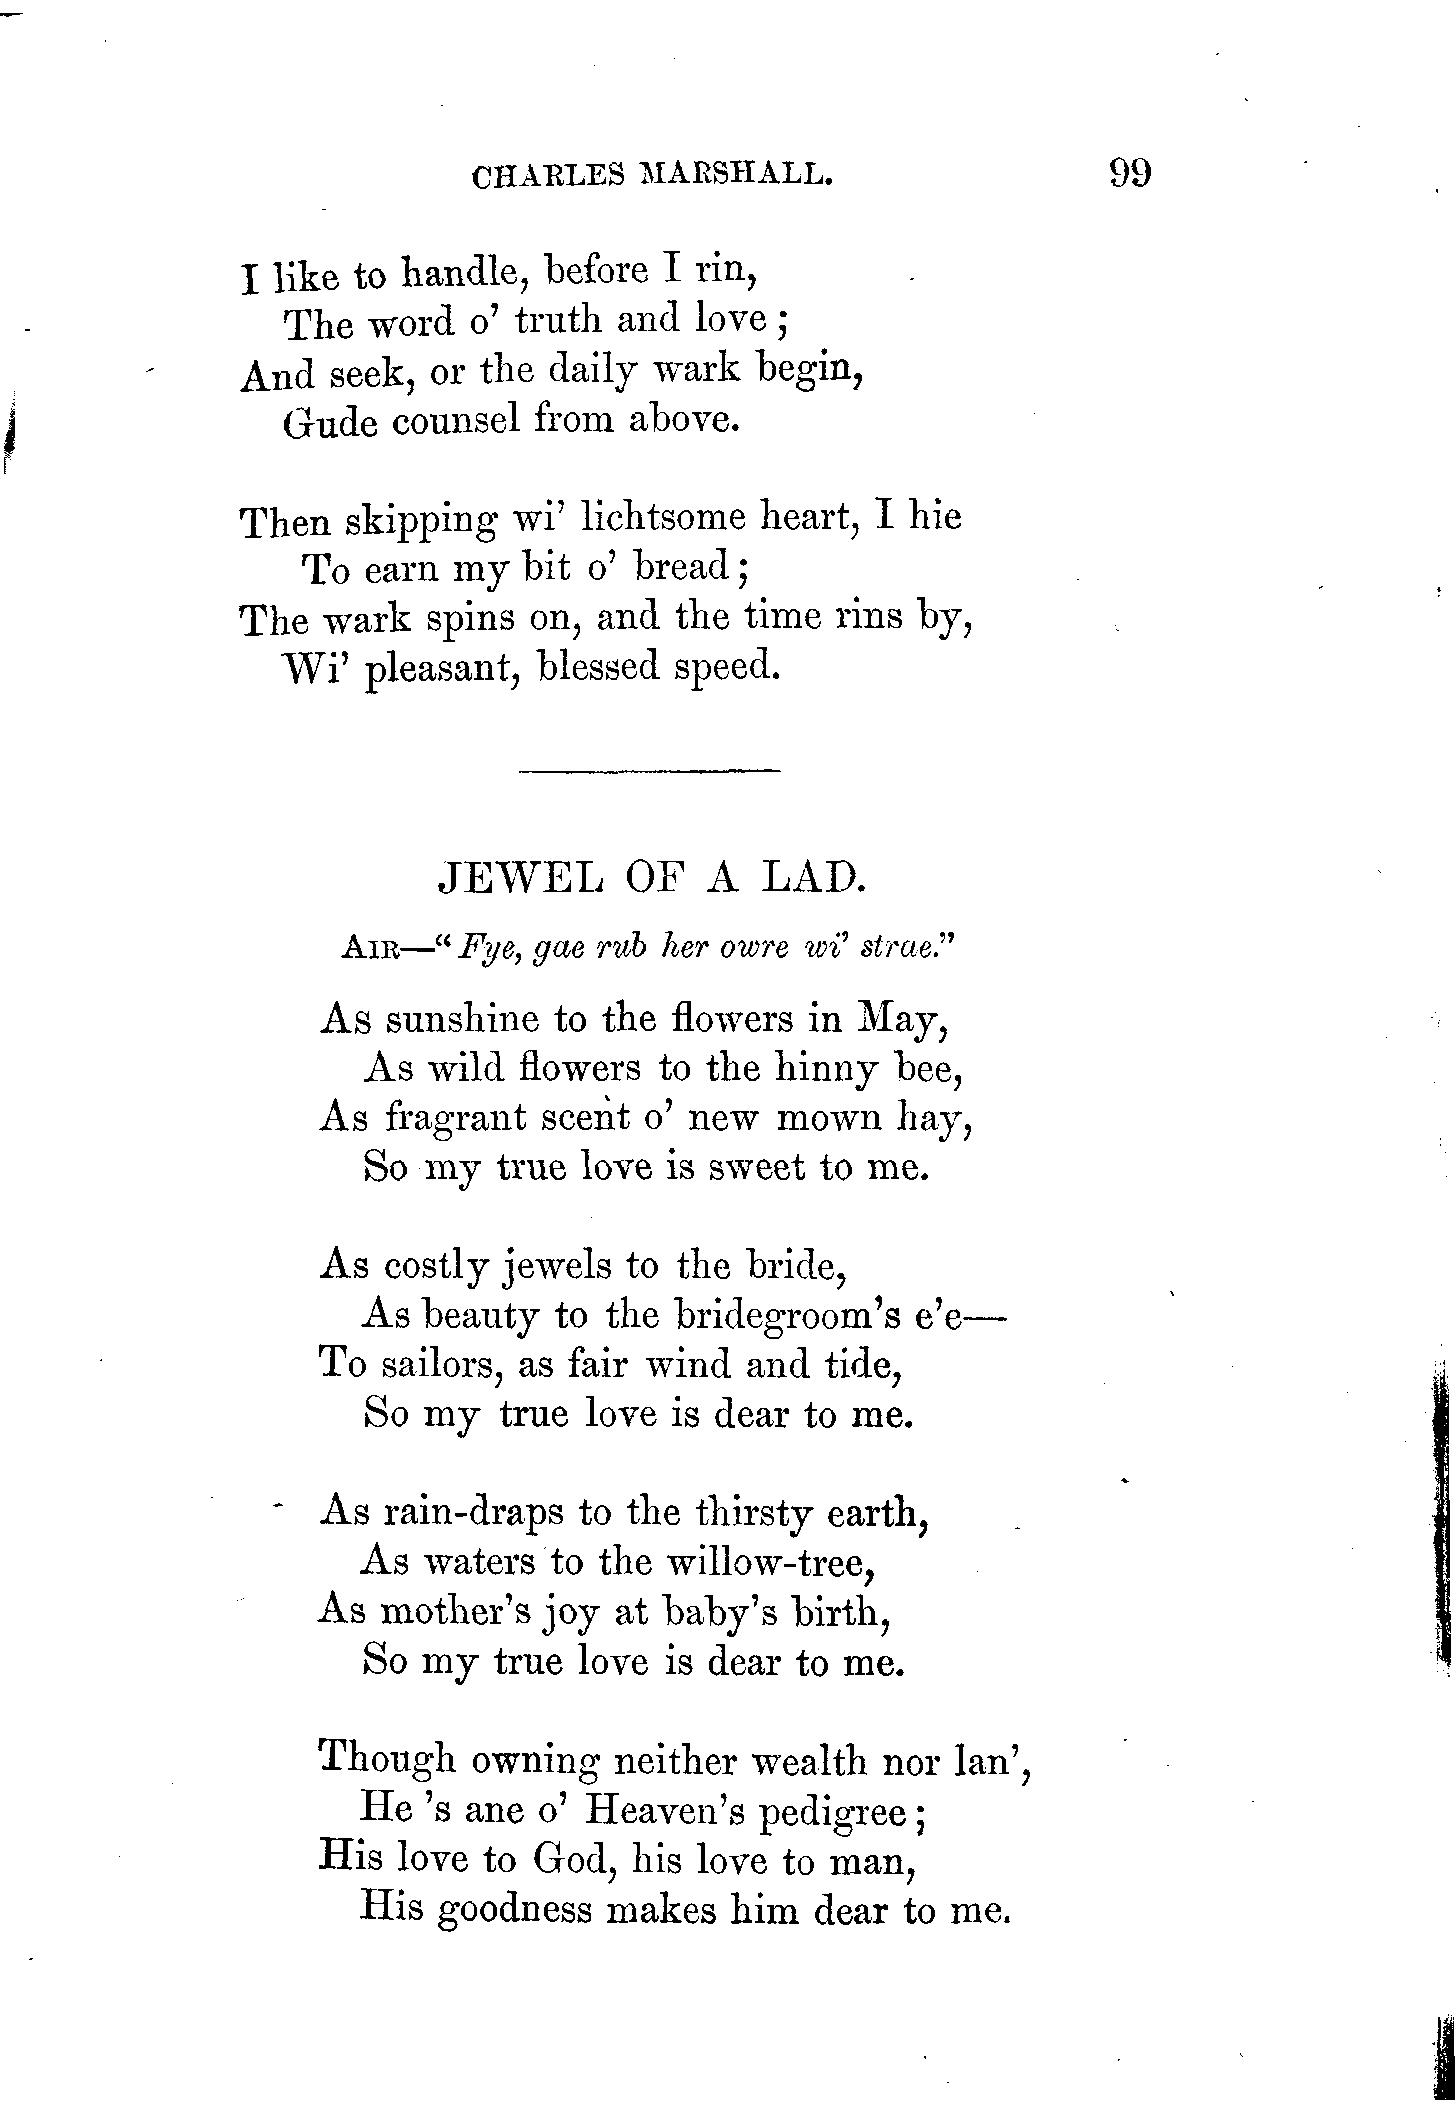 CHARLES MARSHALL. 99
I like to handle, before I rin,
The word o' truth and love;
And seek, or the daily wark begin,
Gude counsel from above.
Then skipping wi' lichtsome heart, I hie
To earn my bit o' bread;
The wark spins on, and the time rins by,
Wi' pleasant, blessed speed.
JEWEL OF A LAD.
AIR—"Fye, gae rub her owre wi' strae."
As sunshine to the flowers in May,
As wild flowers to the hinny bee,
As fragrant scent o' new mown hay,
So my true love is sweet to me.
As costly jewels to the bride,
As beauty to the bridegroom's e'e—
To sailors, as fair wind and tide,
So my true love is dear to me.
As rain-draps to the thirsty earth,
As waters to the willow-tree,
As mother's joy at baby's birth,
So my true love is dear to me.
Though owning neither wealth nor lan',
He 's ane o' Heaven's pedigree;
His love to God, his love to man,
His goodness makes him dear to me.